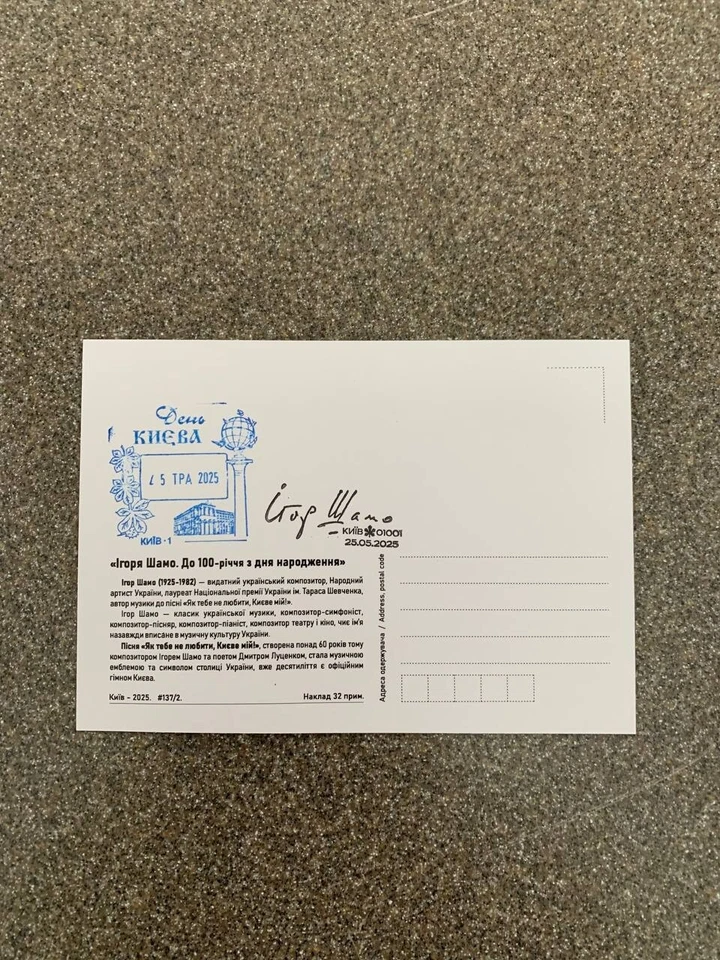 День
КИЄВА
5 ТРА 2025
КИЇВ-1
Ігор Шамо
КИЇВ 01001
25.05.2025
«Ігоря Шамо. До 100-річчя з дня народження»
Ігор Шамо (1925-1982) — видатний український композитор, Народний
артист України, лауреат Національної премії України ім. Тараса Шевченка,
автор музики до пісні «Як тебе не любити, Києве мій!».
Ігор Шамо — класик української музики, композитор-симфоніст,
композитор-пісняр, композитор-піаніст, композитор театру і кіно, чиє ім'я
назавжди вписане в музичну культуру України.
Пісня «Як тебе не любити, Києве мій!», створена понад 60 років тому
композитором Ігорем Шамо та поетом Дмитром Луценком, стала музичною
емблемою та символом столиці України, вже десятиліття є офіційним
гімном Києва.
Київ - 2025. #137/2. Наклад 32 прим.
Адреса одержувача / Address, postal code